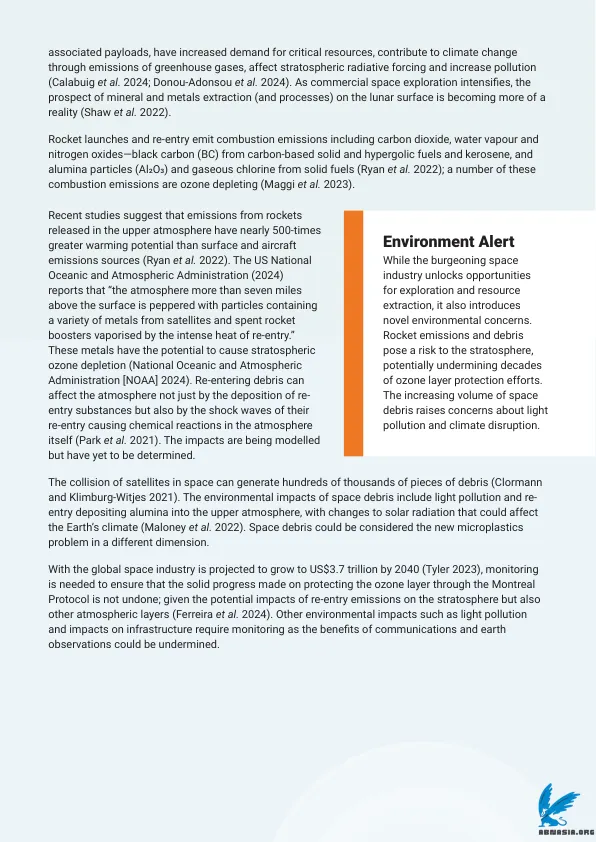 associated payloads, have increased demand for critical resources, contribute to climate change
through emissions of greenhouse gases, affect stratospheric radiative forcing and increase pollution
(Calabuig et al. 2024; Donou-Adonsou et al. 2024). As commercial space exploration intensifies, the
prospect of mineral and metals extraction (and processes) on the lunar surface is becoming more of a
reality (Shaw et al. 2022).
Rocket launches and re-entry emit combustion emissions including carbon dioxide, water vapour and
nitrogen oxides—black carbon (BC) from carbon-based solid and hypergolic fuels and kerosene, and
alumina particles (Al₂O₃) and gaseous chlorine from solid fuels (Ryan et al. 2022); a number of these
combustion emissions are ozone depleting (Maggi et al. 2023).
Recent studies suggest that emissions from rockets
released in the upper atmosphere have nearly 500-times
greater warming potential than surface and aircraft
emissions sources (Ryan et al. 2022). The US National
Oceanic and Atmospheric Administration (2024)
reports that “the atmosphere more than seven miles
above the surface is peppered with particles containing
a variety of metals from satellites and spent rocket
boosters vaporised by the intense heat of re-entry.”
These metals have the potential to cause stratospheric
ozone depletion (National Oceanic and Atmospheric
Administration [NOAA] 2024). Re-entering debris can
affect the atmosphere not just by the deposition of re-
entry substances but also by the shock waves of their
re-entry causing chemical reactions in the atmosphere
itself (Park et al. 2021). The impacts are being modelled
but have yet to be determined.
Environment Alert
While the burgeoning space
industry unlocks opportunities
for exploration and resource
extraction, it also introduces
novel environmental concerns.
Rocket emissions and debris
pose a risk to the stratosphere,
potentially undermining decades
of ozone layer protection efforts.
The increasing volume of space
debris raises concerns about light
pollution and climate disruption.
The collision of satellites in space can generate hundreds of thousands of pieces of debris (Clormann
and Klimburg-Witjes 2021). The environmental impacts of space debris include light pollution and re-
entry depositing alumina into the upper atmosphere, with changes to solar radiation that could affect
the Earth's climate (Maloney et al. 2022). Space debris could be considered the new microplastics
problem in a different dimension.
With the global space industry is projected to grow to US$3.7 trillion by 2040 (Tyler 2023), monitoring
is needed to ensure that the solid progress made on protecting the ozone layer through the Montreal
Protocol is not undone; given the potential impacts of re-entry emissions on the stratosphere but also
other atmospheric layers (Ferreira et al. 2024). Other environmental impacts such as light pollution
and impacts on infrastructure require monitoring as the benefits of communications and earth
observations could be undermined.
ABNASIA.ORG